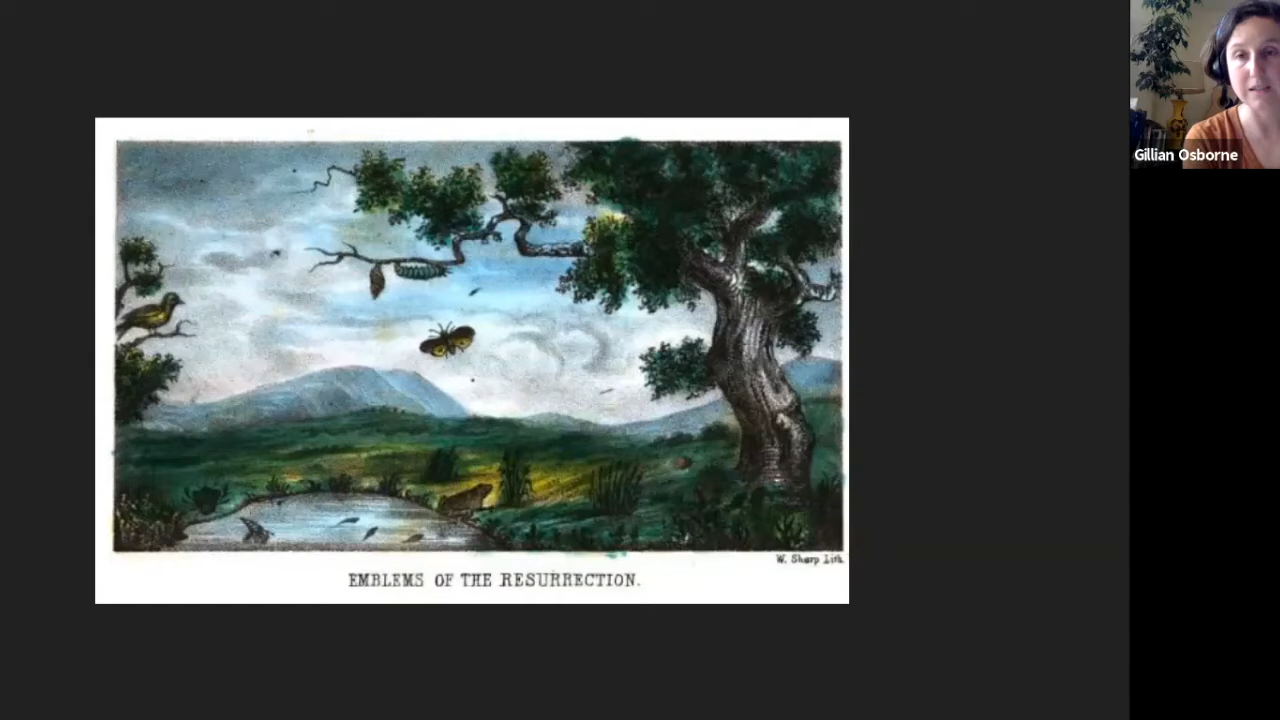 Gillian Osborne
W. Sharp Lith.
EMBLEMS OF THE RESURRECTION.